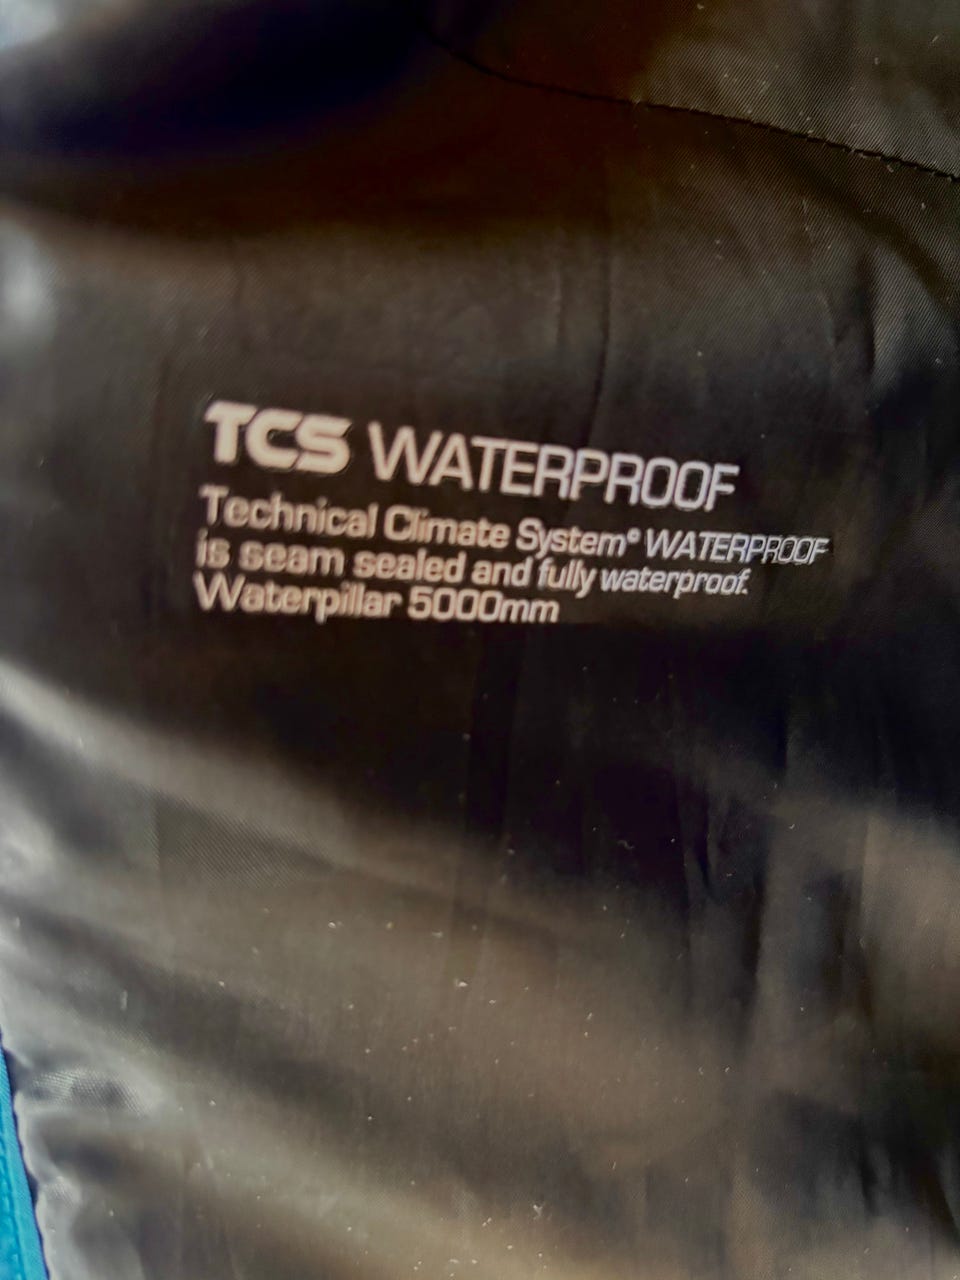 TCS WATERPROOF
Technical Climate System® WATERPROOF
is seam sealed and fully waterproof.
Waterpillar 5000mm